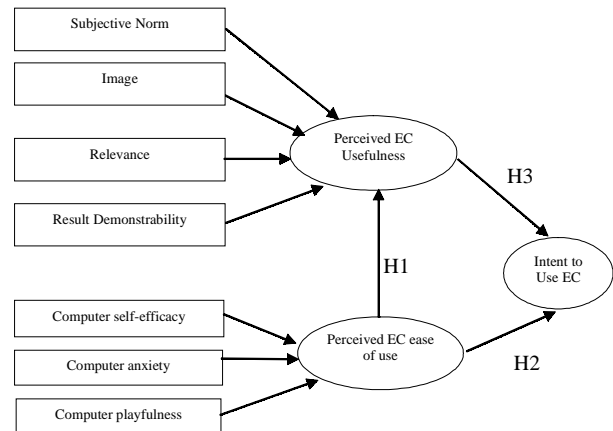 Subjective Norm
Image
Perceived EC
Usefulness
Relevance
H3
Result Demonstrability
H1
Intent to
Use EC
Computer self-efficacy
Perceived EC ease
of use
Computer anxiety
H2
Computer playfulness